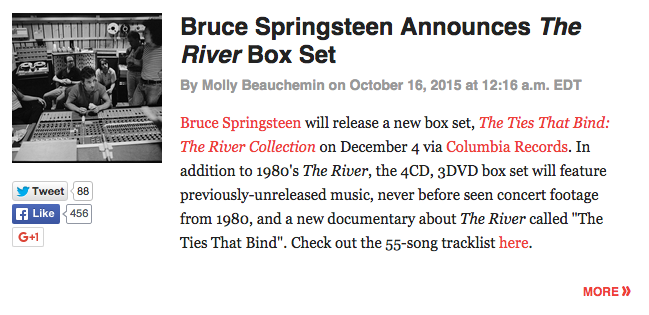 Bruce Springsteen Announces The
River Box Set
By Molly Beauchemin on October 16, 2015 at 12:16 a.m. EDT
Bruce Springsteen will release a new box set, The Ties That Bind:
The River Collection on December 4 via Columbia Records. In
addition to 1980's The River, the 4CD, 3DVD box set will feature
previously-unreleased music, never before seen concert footage
from 1980, and a new documentary about The River called "The
Ties That Bind". Check out the 55-song tracklist here.
Tweet 88
Like 456
G+1
MORE »